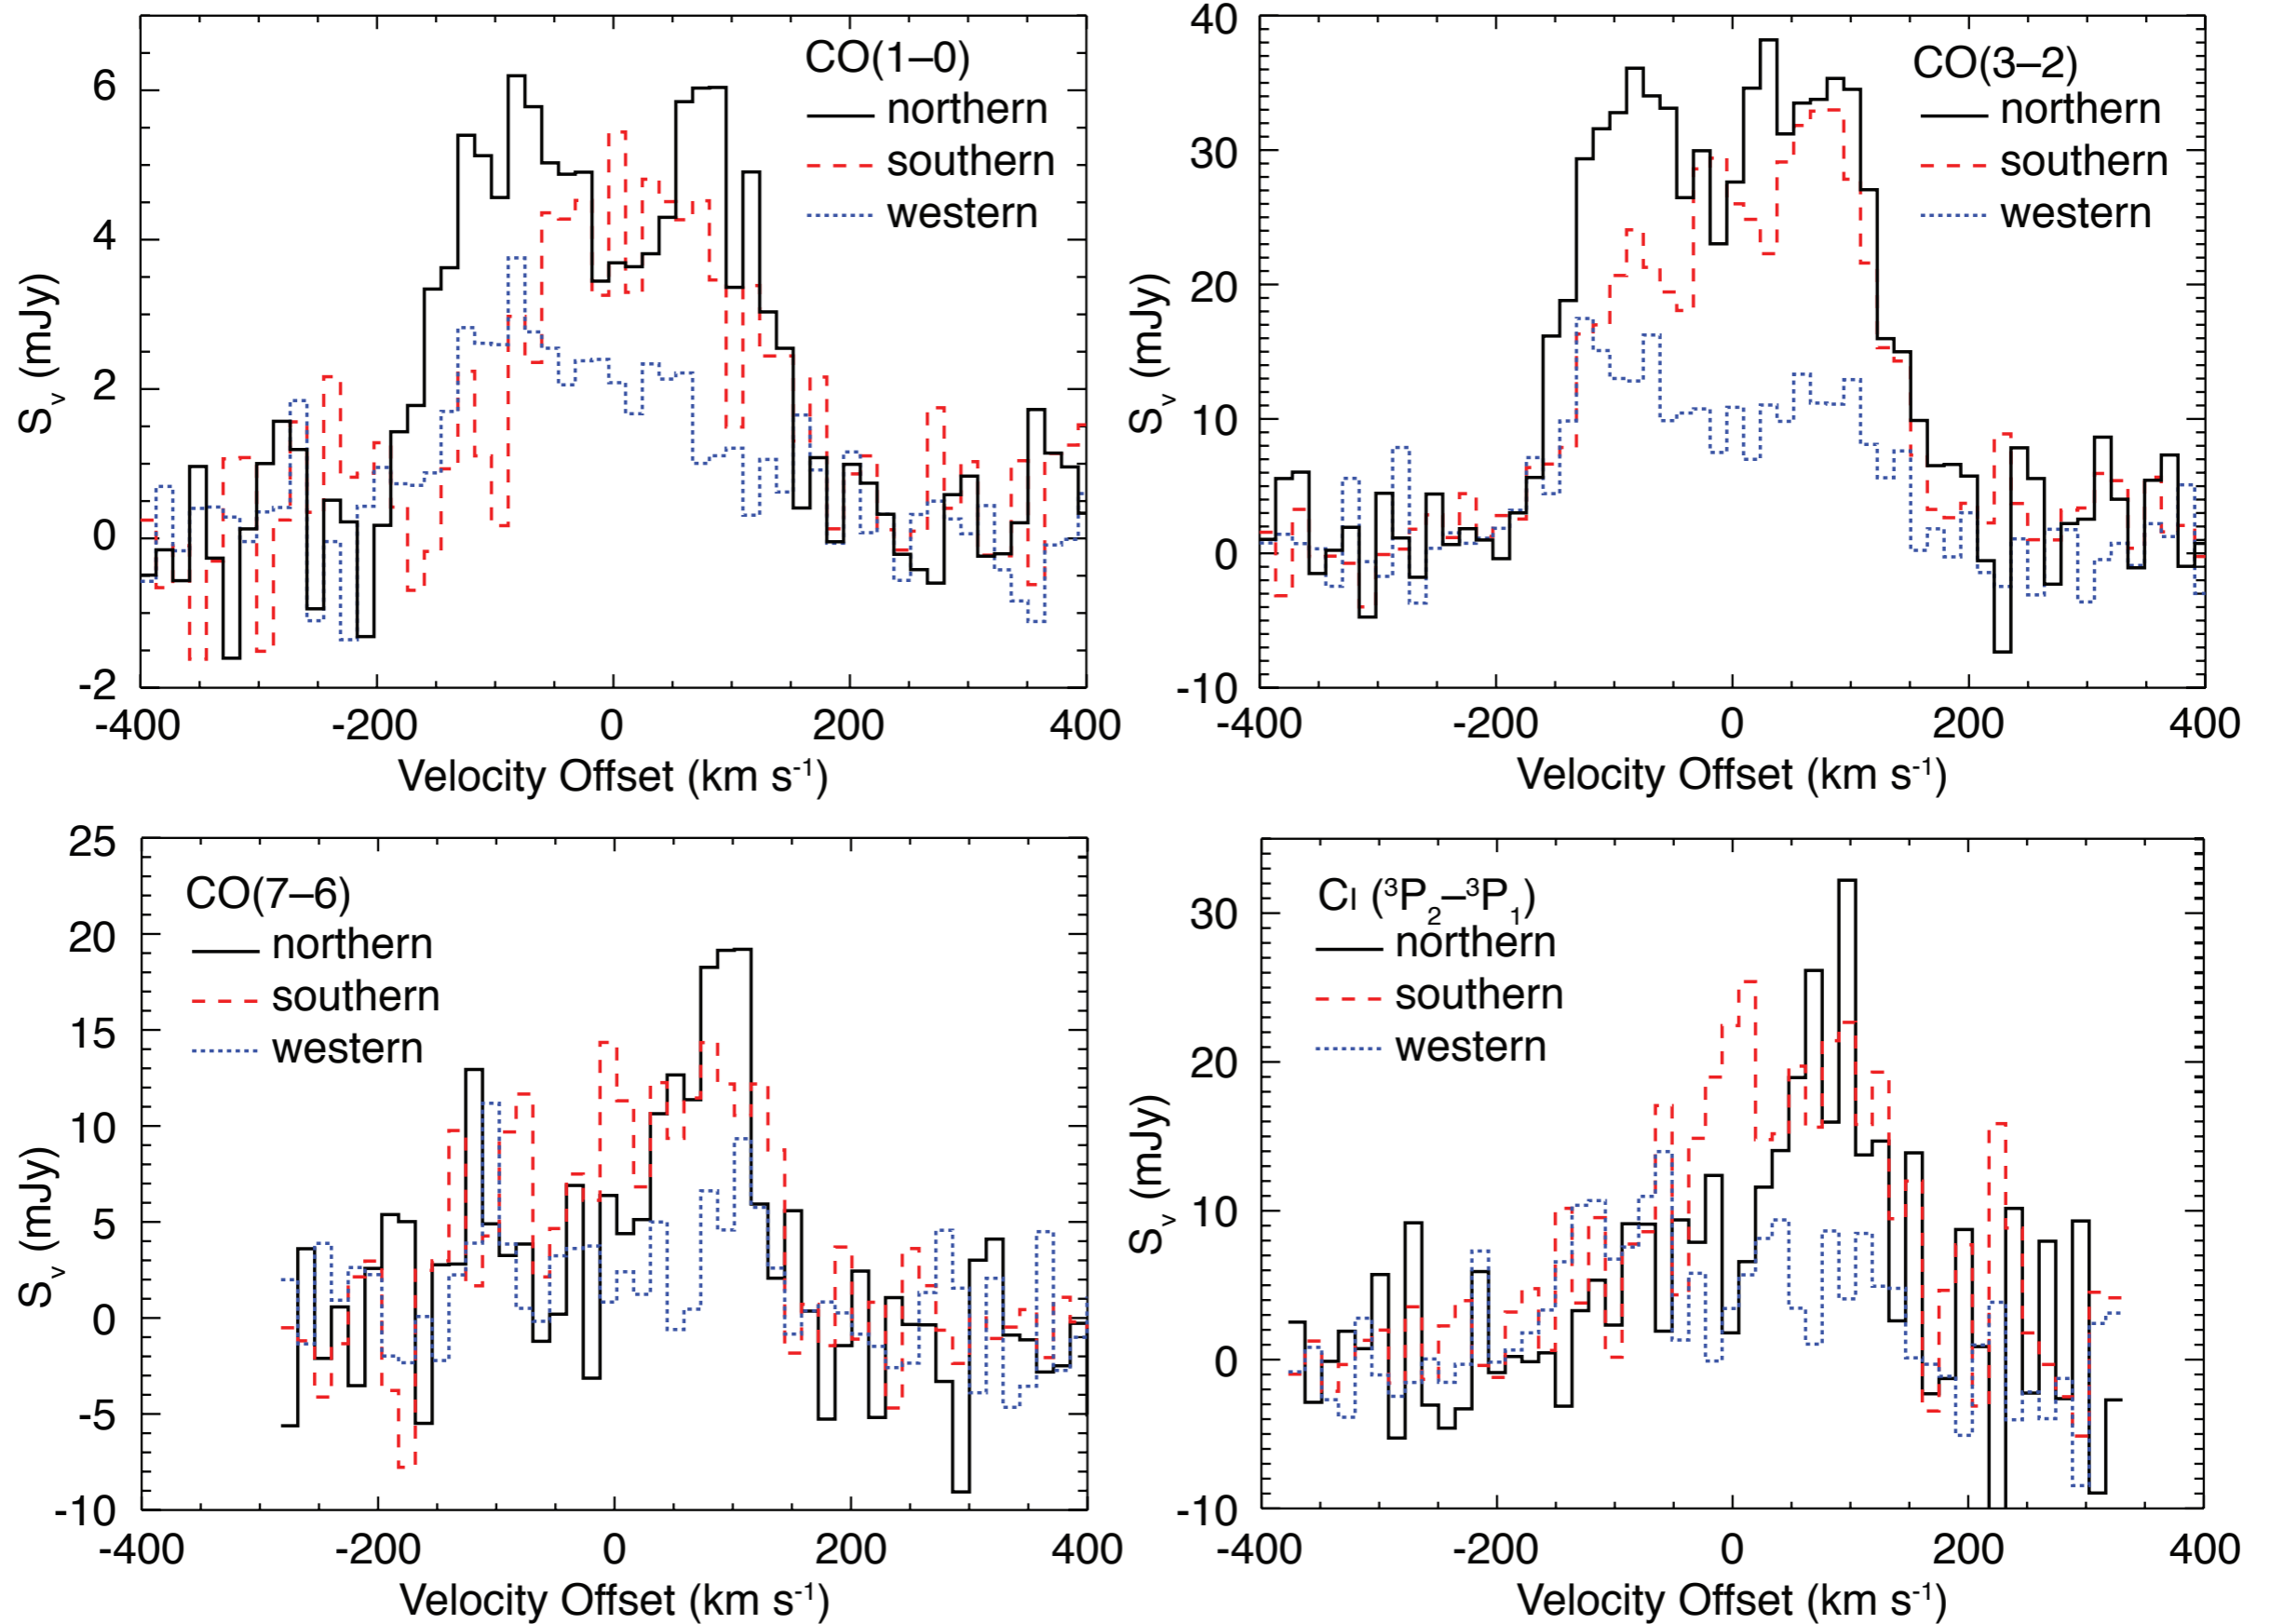 CO(1–0)
northern
southern
western
6
4
2
0
-2
-400 -200 0 200 400
Sν (mJy)
Velocity Offset (km s-1)
CO(3–2)
northern
southern
western
40
30
20
10
0
-10
-400 -200 0 200 400
Sν (mJy)
Velocity Offset (km s-1)
CO(7–6)
northern
southern
western
25
20
15
10
5
0
-5
-10
-400 -200 0 200 400
Sν (mJy)
Velocity Offset (km s-1)
CI (³P₂–³P₁)
northern
southern
western
30
20
10
0
-10
-400 -200 0 200 400
Sν (mJy)
Velocity Offset (km s-1)